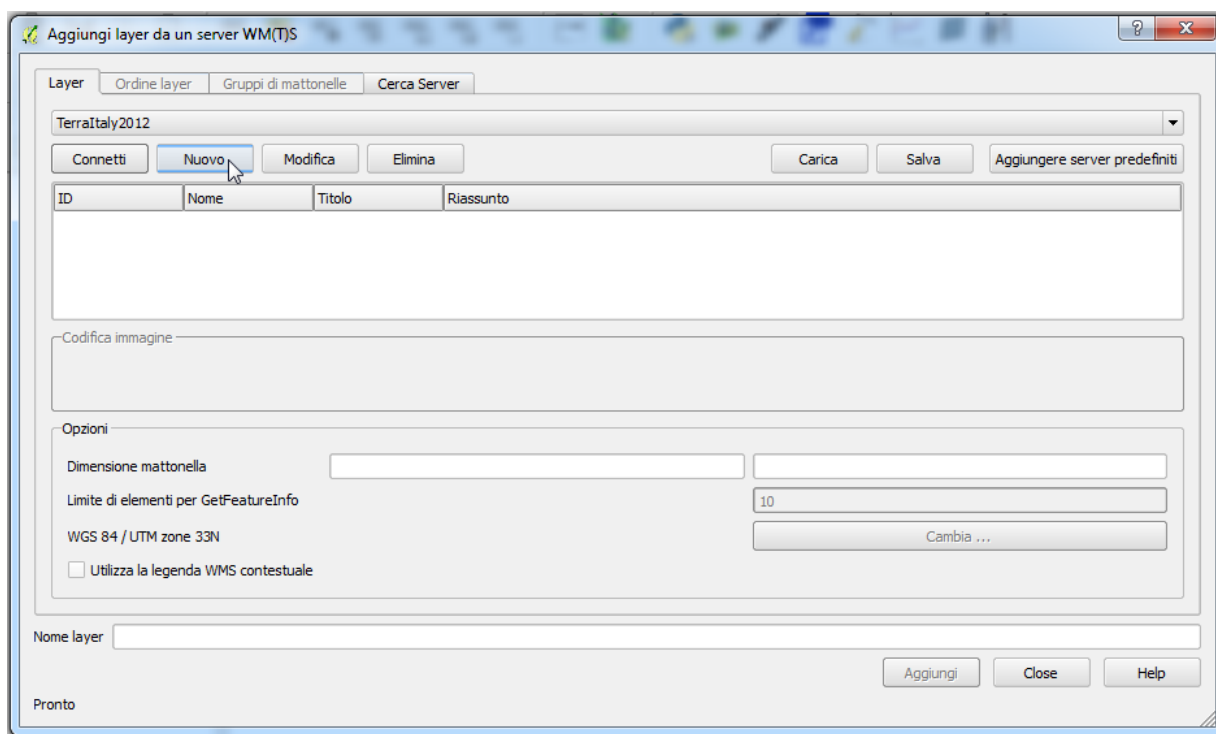 Aggiungi layer da un server WM(T)S
?
X
Layer Ordine layer Gruppi di mattonelle Cerca Server
TerraItaly2012
Connetti Nuovo Modifica Elimina Carica Salva Aggiungere server predefiniti
ID Nome Titolo Riassunto
Codifica immagine
Opzioni
Dimensione mattonella
Limite di elementi per GetFeatureInfo 10
WGS 84 / UTM zone 33N Cambia ...
Utilizza la legenda WMS contestuale
Nome layer
Aggiungi Close Help
Pronto